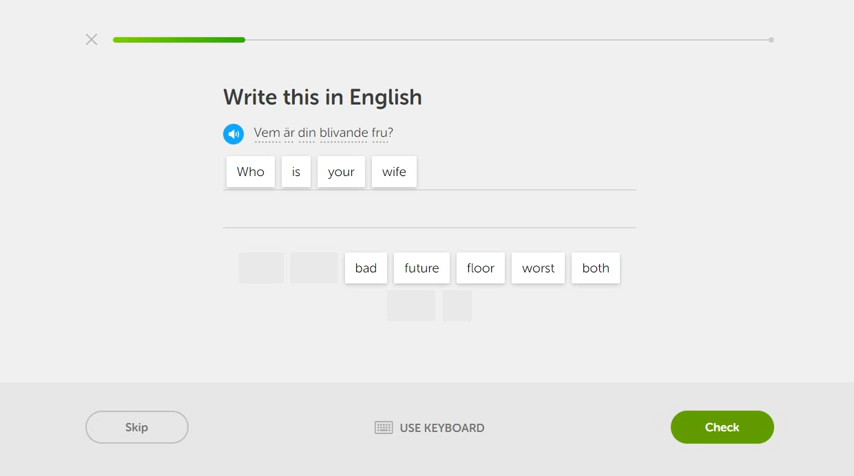 Write this in English
Vem är din blivande fru?
Who is your wife
bad future floor worst both
Skip USE KEYBOARD Check